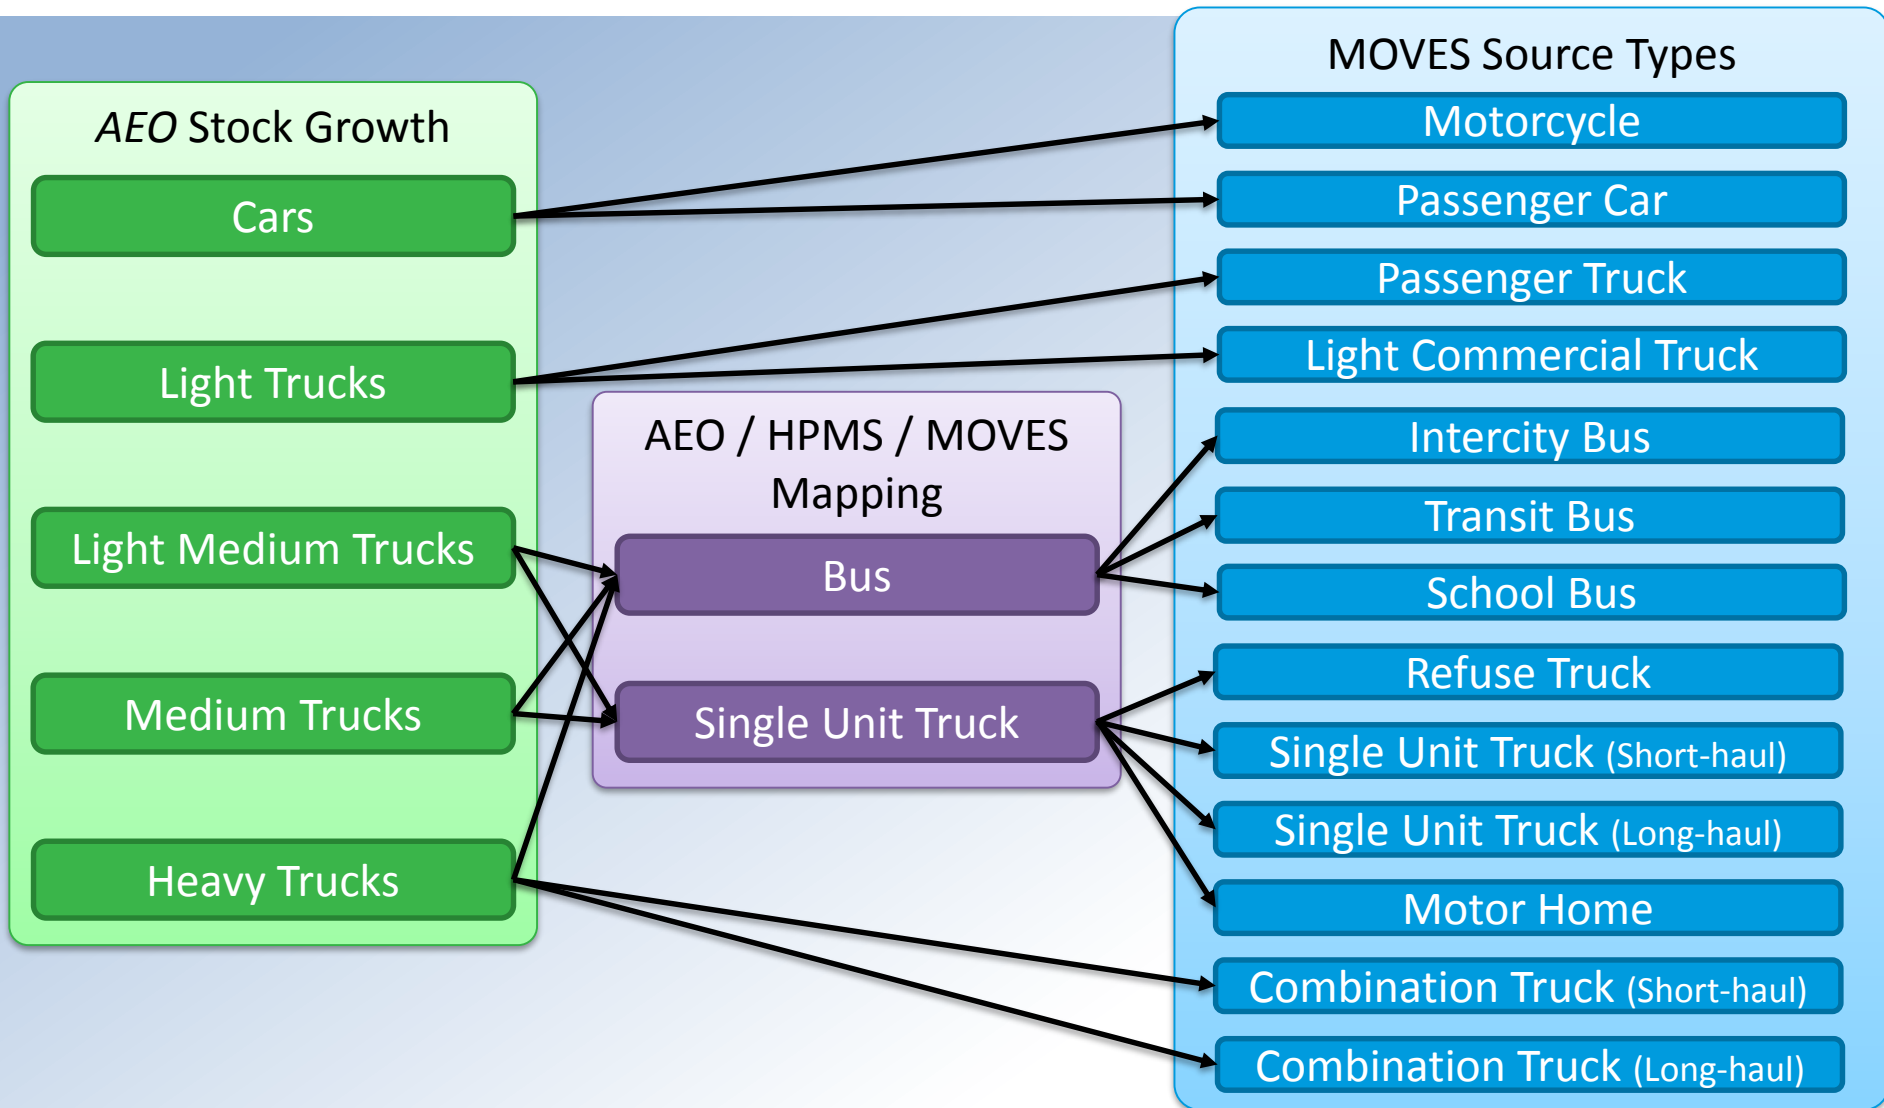 AEO Stock Growth
Cars
Light Trucks
Light Medium Trucks
Medium Trucks
Heavy Trucks
AEO / HPMS / MOVES
Mapping
Bus
Single Unit Truck
MOVES Source Types
Motorcycle
Passenger Car
Passenger Truck
Light Commercial Truck
Intercity Bus
Transit Bus
School Bus
Refuse Truck
Single Unit Truck (Short-haul)
Single Unit Truck (Long-haul)
Motor Home
Combination Truck (Short-haul)
Combination Truck (Long-haul)